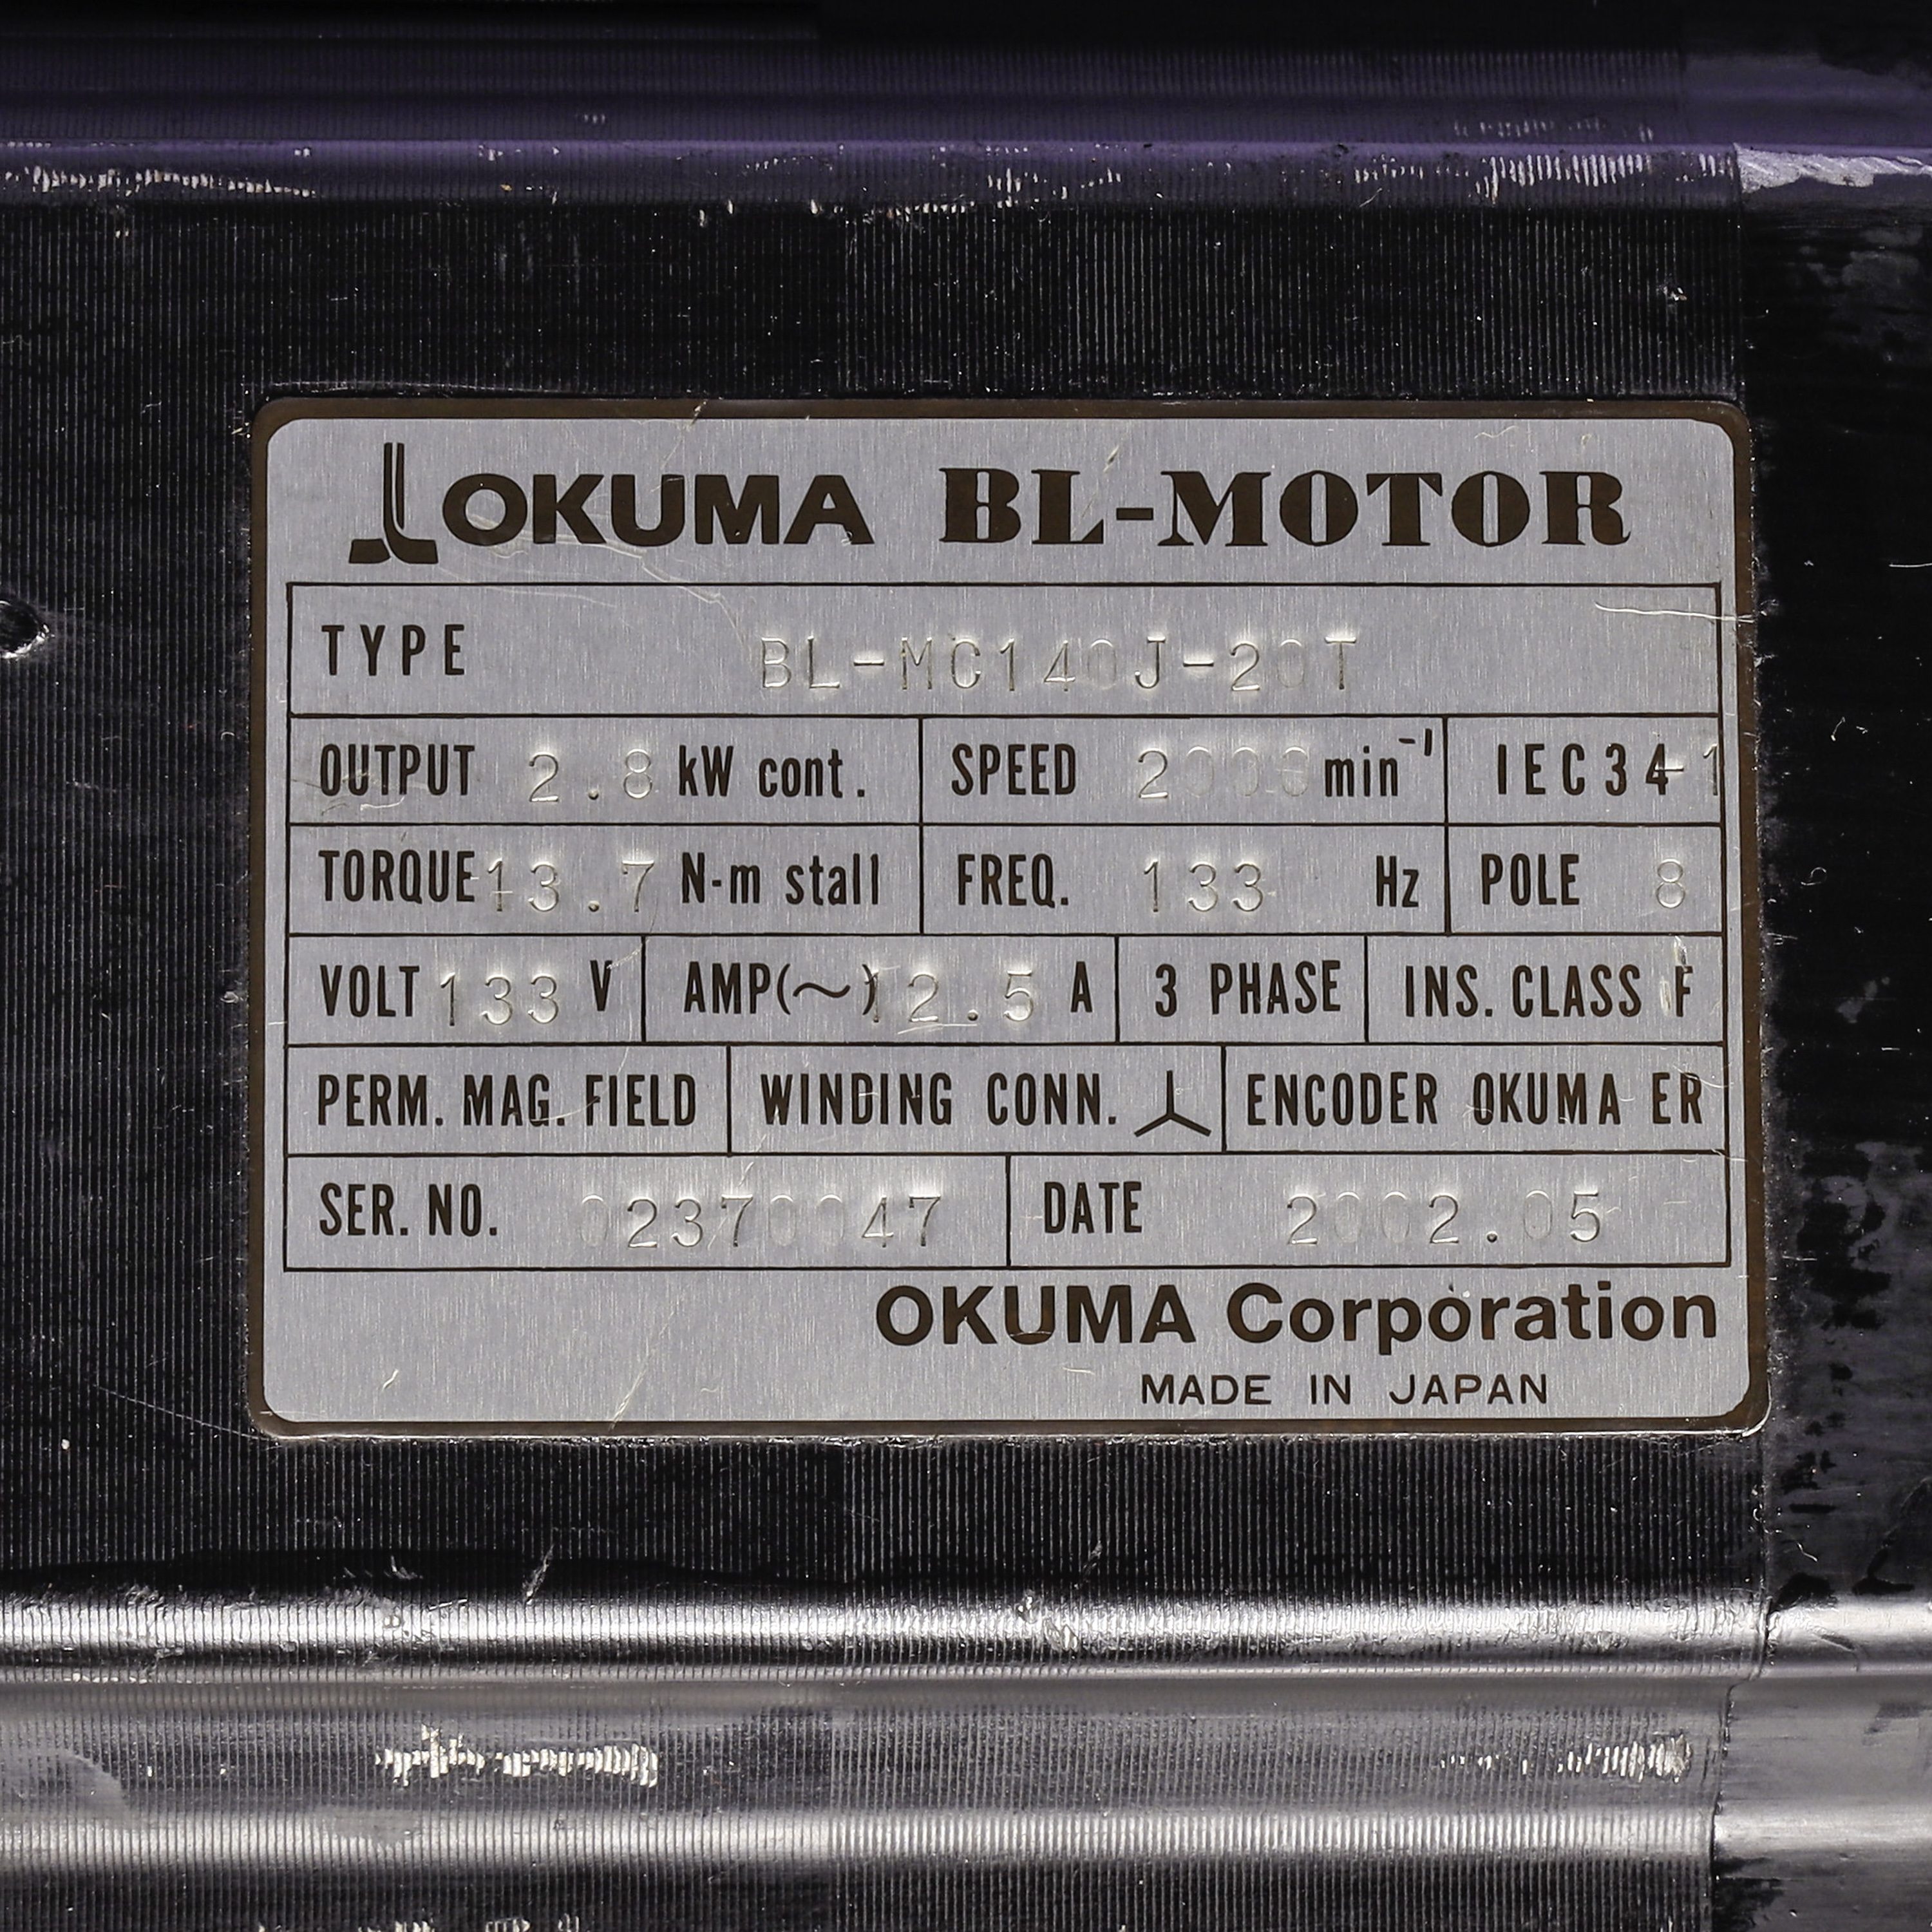 OKUMA BL-MOTOR
TYPE BL-MC140J-20T
OUTPUT 2.8 kW cont. SPEED 2000 min⁻¹ IEC34-1
TORQUE 13.7 N-m stall FREQ. 133 Hz POLE 8
VOLT 133 V AMP(~) 12.5 A 3 PHASE INS. CLASS F
PERM. MAG. FIELD WINDING CONN. ENCODER OKUMA ER
SER. NO. 02370047 DATE 2002.05
OKUMA Corporation
MADE IN JAPAN